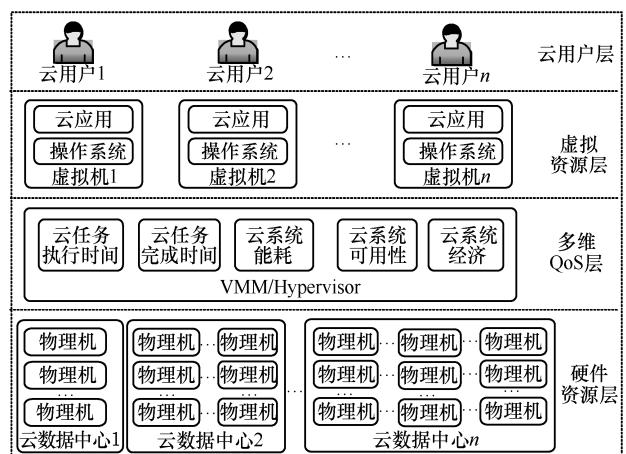 云用户1 云用户2 … 云用户n 云用户层
云应用 云应用 云应用
操作系统 操作系统 … 操作系统
虚拟机1 虚拟机2 虚拟机n
虚拟
资源层
云任务
执行时间
云任务
完成时间
云系统
能耗
云系统
可用性
云系统
经济
VMM/Hypervisor
多维
QoS层
物理机 物理机…物理机 物理机…物理机…物理机
物理机 物理机…物理机 物理机…物理机…物理机
… … … … … … …
物理机 物理机…物理机 物理机…物理机…物理机
云数据中心1 云数据中心2 云数据中心n
硬件
资源层